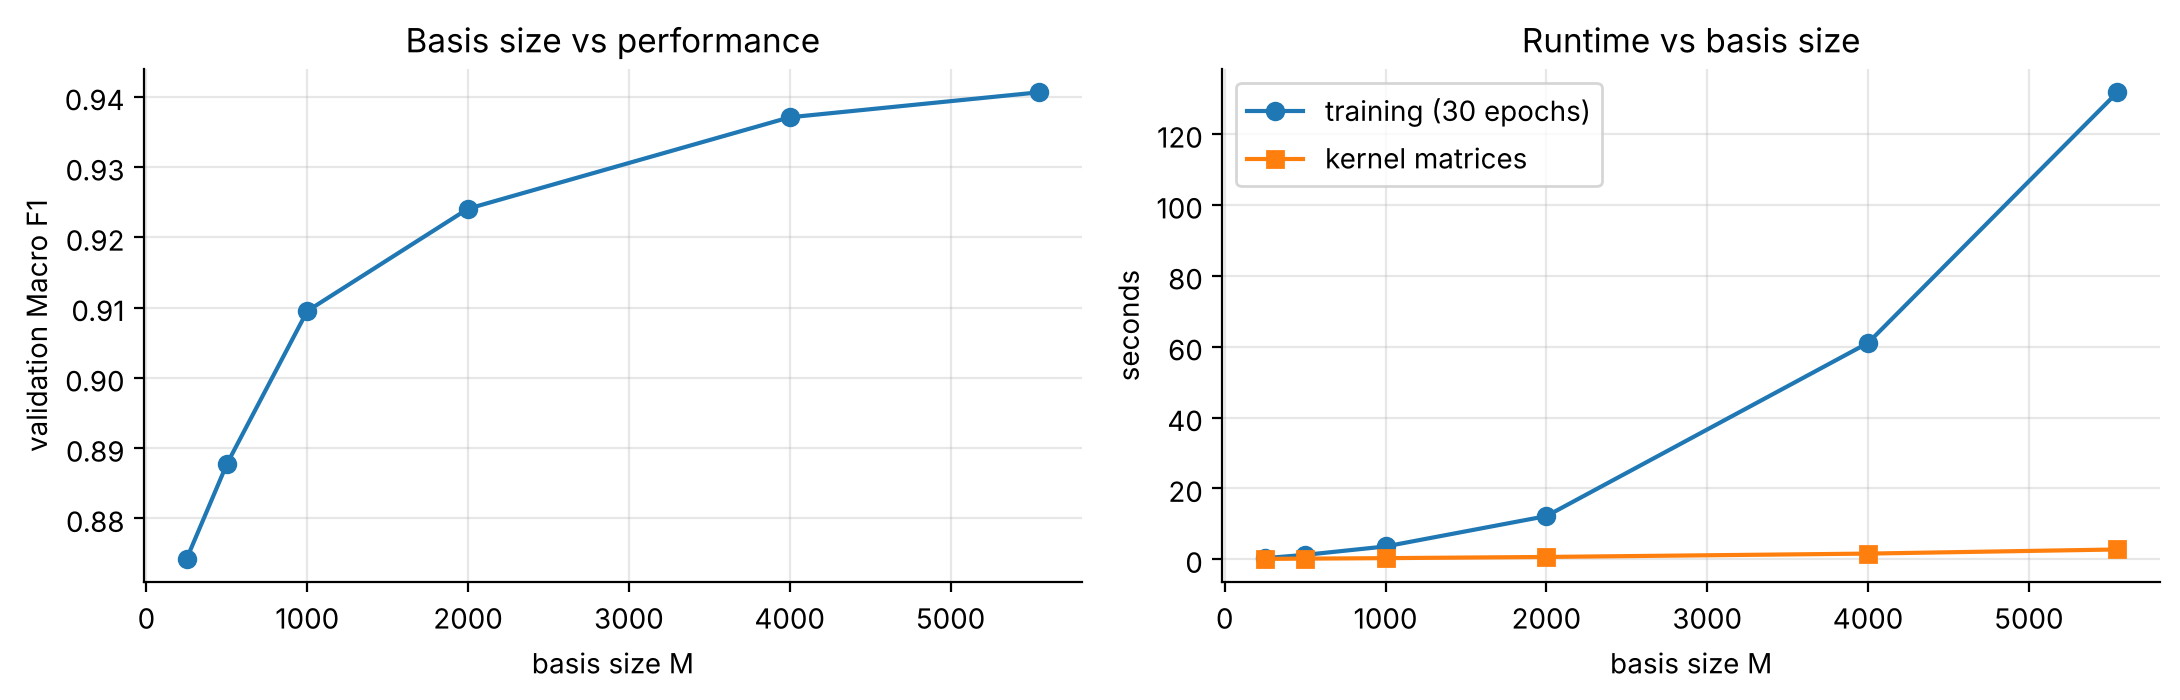 Basis size vs performance
validation Macro F1
0.94
0.93
0.92
0.91
0.90
0.89
0.88
0 1000 2000 3000 4000 5000
basis size M
Runtime vs basis size
training (30 epochs)
kernel matrices
seconds
120
100
80
60
40
20
0
0 1000 2000 3000 4000 5000
basis size M